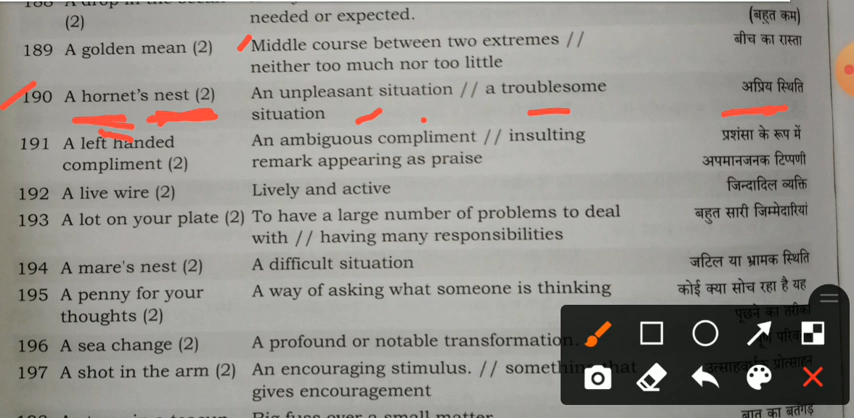 needed or expected.
(2) (बहुत कम)
189 A golden mean (2) Middle course between two extremes // बीच का रास्ता
neither too much nor too little
190 A hornet's nest (2) An unpleasant situation // a troublesome अप्रिय स्थिति
situation
191 A left handed An ambiguous compliment // insulting प्रशंसा के रूप में
compliment (2) remark appearing as praise अपमानजनक टिप्पणी
192 A live wire (2) Lively and active जिन्दादिल व्यक्ति
193 A lot on your plate (2) To have a large number of problems to deal बहुत सारी जिम्मेदारियां
with // having many responsibilities
194 A mare's nest (2) A difficult situation जटिल या भ्रामक स्थिति
195 A penny for your A way of asking what someone is thinking कोई क्या सोच रहा है यह
thoughts (2) पूछने का तरीका
196 A sea change (2) A profound or notable transformation.
197 A shot in the arm (2) An encouraging stimulus. // something that
gives encouragement
बात का बतंगड़